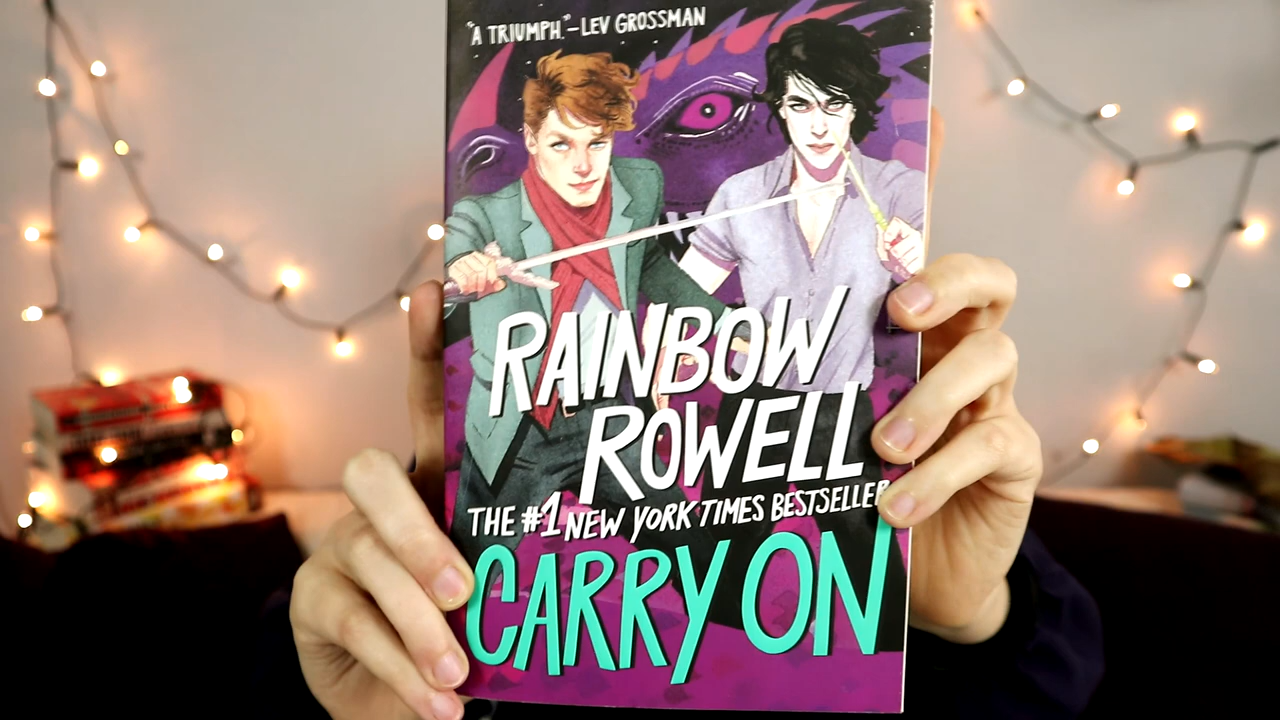 "A TRIUMPH."–LEV GROSSMAN
RAINBOW
ROWELL
THE #1 NEW YORK TIMES BESTSELLER
CARRY ON